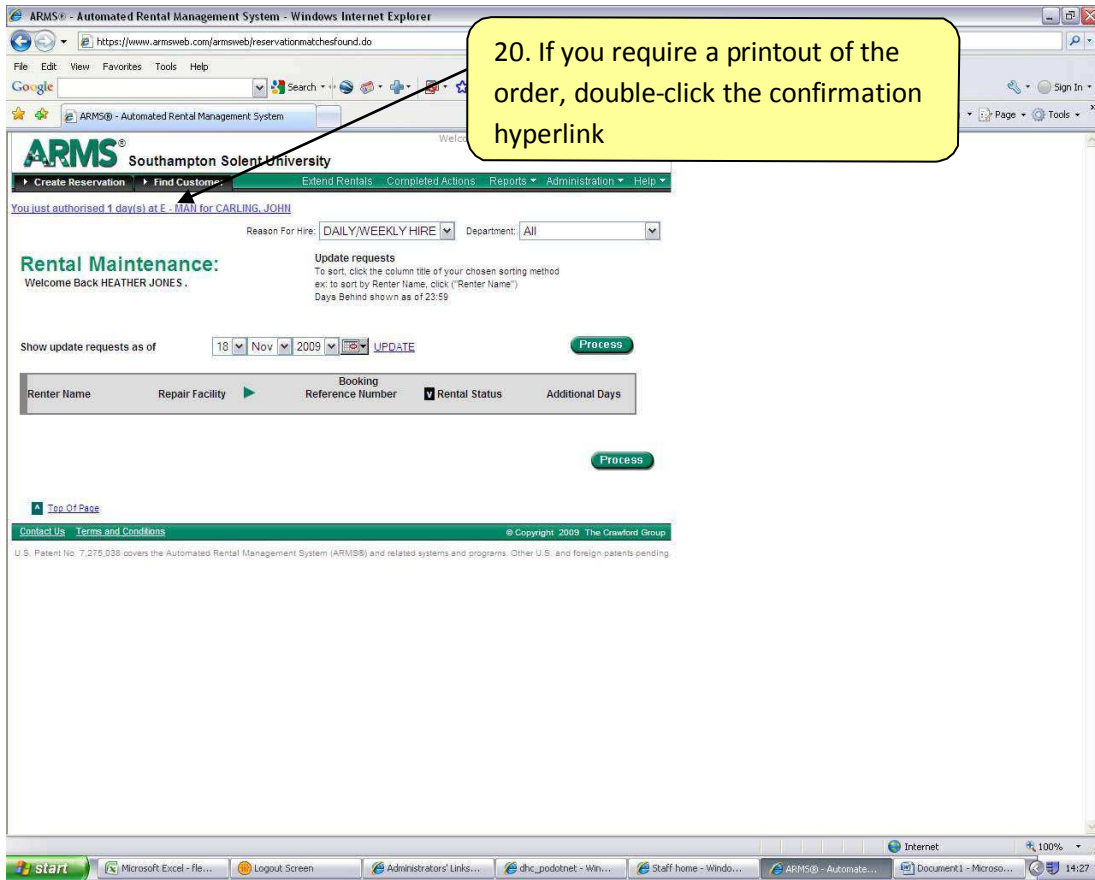 ARMS® - Automated Rental Management System - Windows Internet Explorer
https://www.armsweb.com/armsweb/reservationmatchesfound.do
20. If you require a printout of the
order, double-click the confirmation
hyperlink
File Edit View Favorites Tools Help
Google Search Sign In
ARMS® - Automated Rental Management System Page Tools
ARMS® Southampton Solent University
Create Reservation Find Customer Extend Rentals Completed Actions Reports Administration Help
You just authorised 1 day(s) at E - MAN for CARLING, JOHN
Reason For Hire: DAILY/WEEKLY HIRE Department: All
Rental Maintenance:
Welcome Back HEATHER JONES .
Update requests
To sort, click the column title of your chosen sorting method
ex: to sort by Renter Name, click ("Renter Name")
Days Behind shown as of 23:59
Show update requests as of 18 Nov 2009 UPDATE Process
Renter Name Repair Facility Booking Reference Number v Rental Status Additional Days
Process
Top Of Page
Contact Us Terms and Conditions © Copyright 2009 The Crawford Group
U.S. Patent No. 7,275,038 covers the Automated Rental Management System (ARMS®) and related systems and programs. Other U.S. and foreign patents pending
Internet 100%
start Microsoft Excel - fle... Logout Screen Administrators' Links... dhc_podotnet - Win... Staff home - Windo... ARMS® - Automate... Document1 - Microso... 14:27